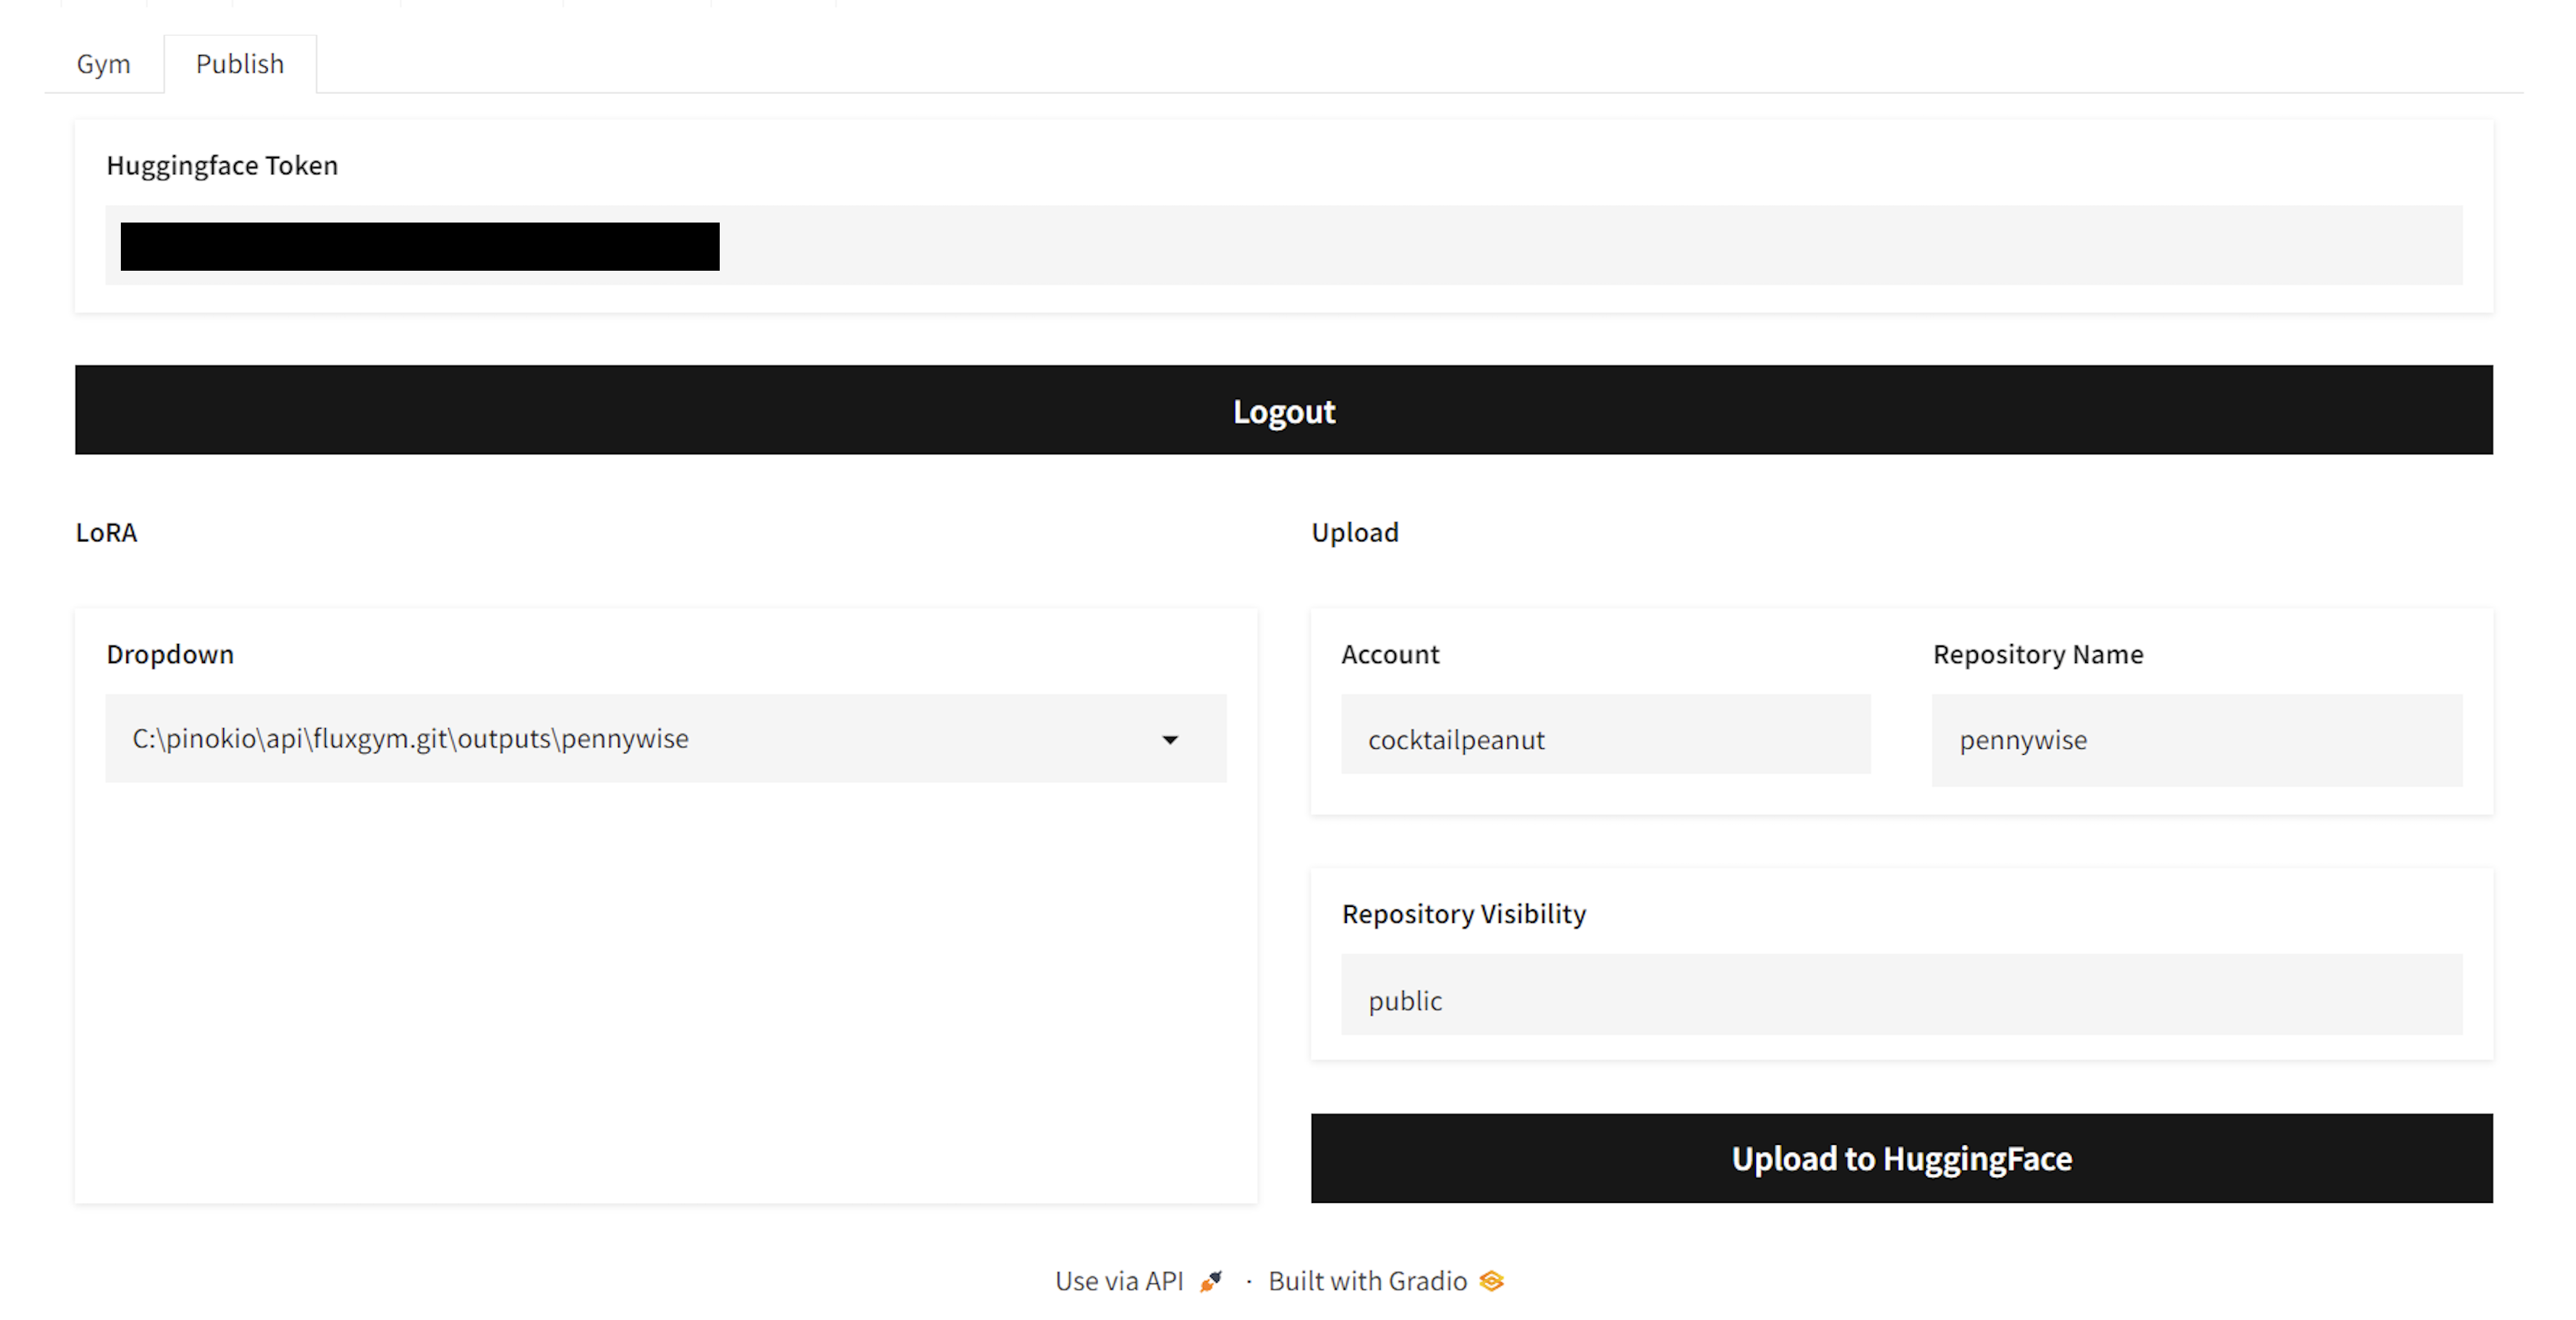 Gym
Publish
Huggingface Token
Logout
LoRA
Upload
Dropdown
C:\pinokio\api\fluxgym.git\outputs\pennywise
Account
Repository Name
cocktailpeanut
pennywise
Repository Visibility
public
Upload to HuggingFace
Use via API · Built with Gradio